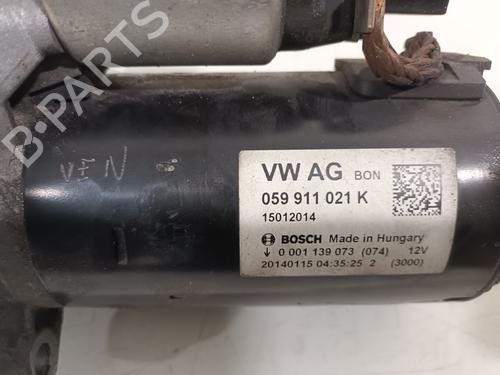 B-PARTS
VW AG BON
059 911 021 K
15012014
BOSCH Made in Hungary
0 001 139 073 (074) 12V
20140115 04:35:25 2 (3000)